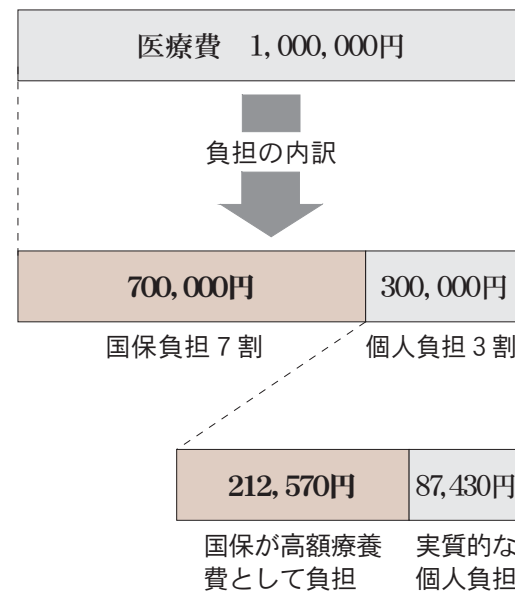 医療費　1,000,000円
負担の内訳
700,000円
300,000円
国保負担7割
個人負担3割
212,570円
87,430円
国保が高額療養
費として負担
実質的な
個人負担